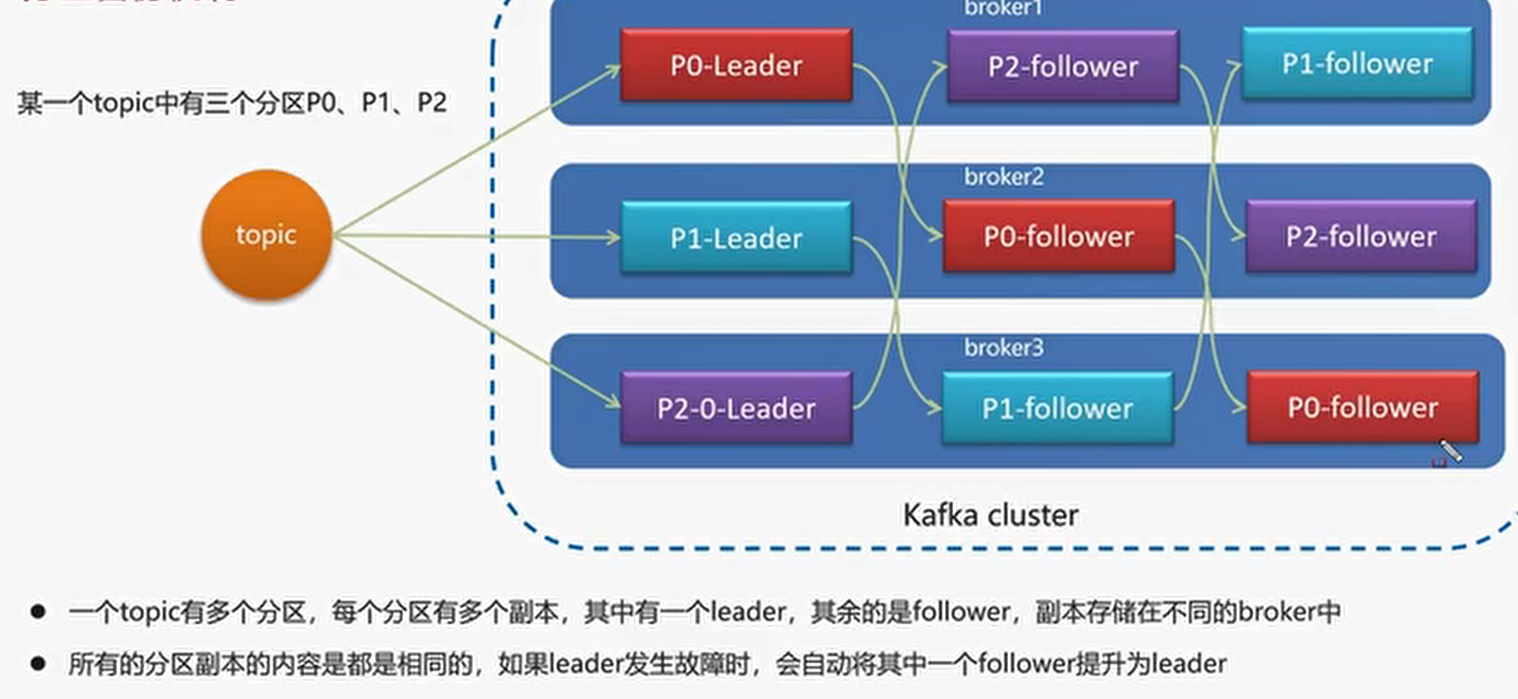 broker1
P0-Leader
P2-follower
P1-follower
某一个topic中有三个分区P0、P1、P2
broker2
topic
P1-Leader
P0-follower
P2-follower
broker3
P2-0-Leader
P1-follower
P0-follower
Kafka cluster
● 一个topic有多个分区，每个分区有多个副本，其中有一个leader，其余的是follower，副本存储在不同的broker中
● 所有的分区副本的内容是都是相同的，如果leader发生故障时，会自动将其中一个follower提升为leader